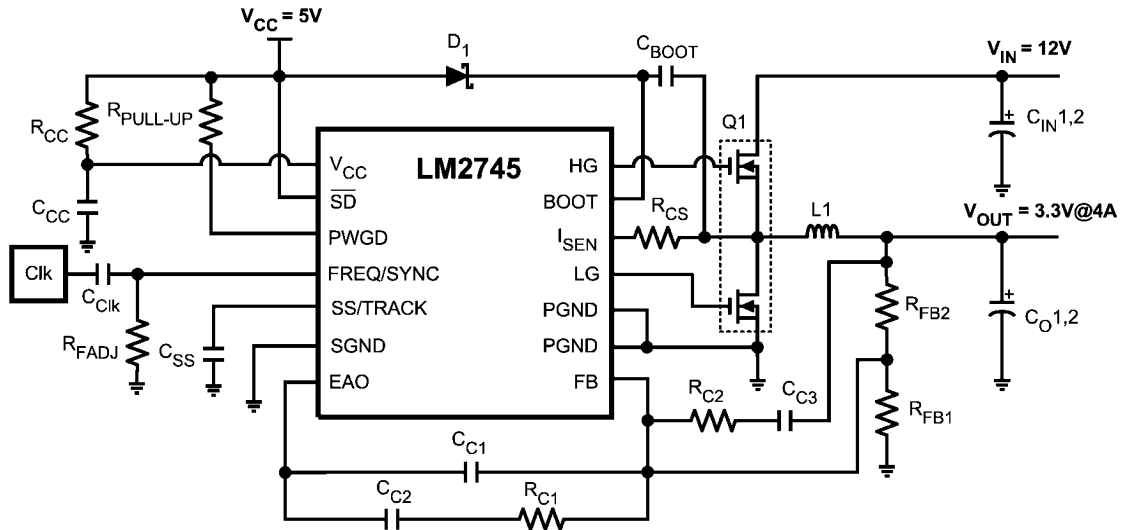 VCC = 5V
D1
CBOOT
VIN = 12V
RCC
RPULL-UP
Q1
CIN1,2
LM2745
VCC
HG
SD
BOOT
CCC
RCS
L1
VOUT = 3.3V@4A
PWGD
ISEN
Clk
FREQ/SYNC
LG
CClk
SS/TRACK
PGND
RFB2
CO1,2
RFADJ
CSS
SGND
PGND
EAO
FB
RC2
CC3
RFB1
CC1
CC2
RC1